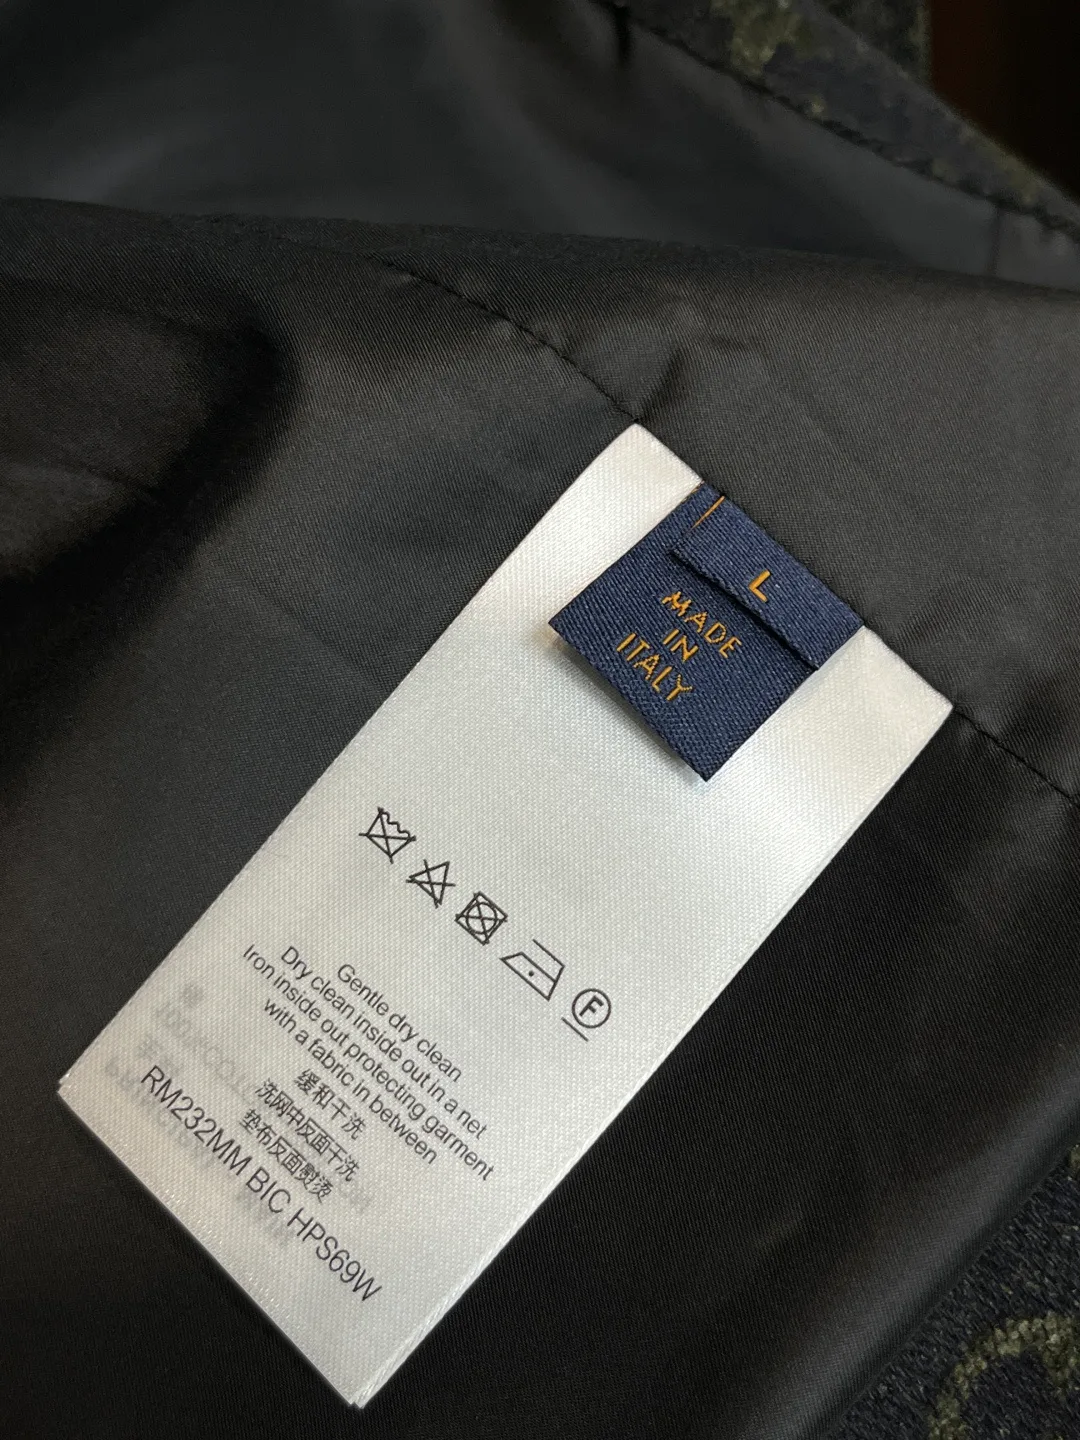 L
MADE
IN
ITALY
F
Gentle dry clean
Dry clean inside out in a net
Iron inside out protecting garment
with a fabric in between
缓和干洗
洗网中反面干洗
垫布反面熨烫
RM232MM BIC HPS69W